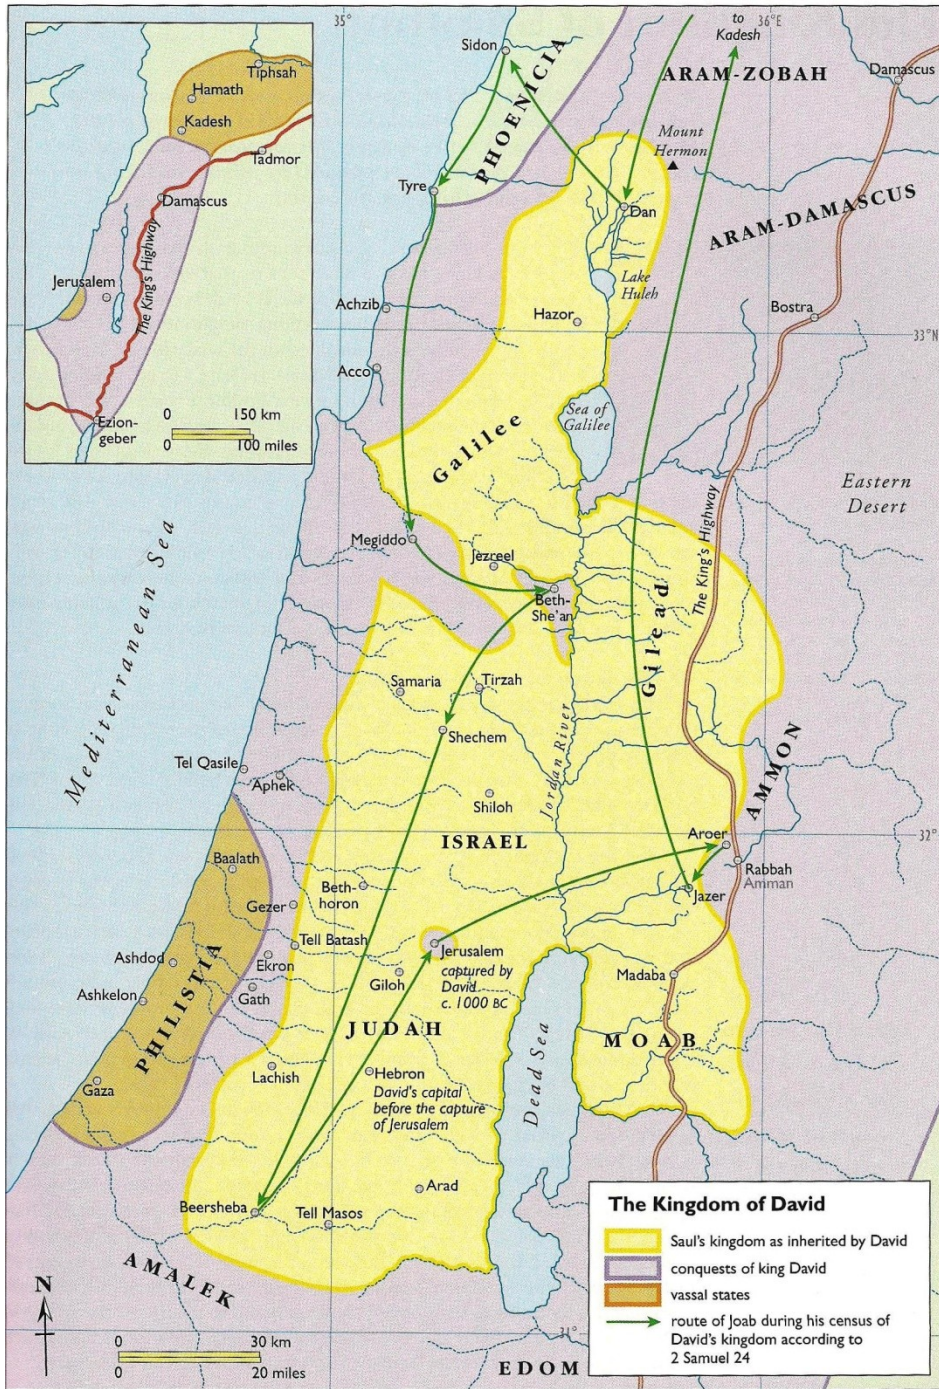 35°
36°E
to
Kadesh
Sidon
PHOENICIA
ARAM-ZOBAH
Damascus
Tiphsah
Hamath
Kadesh
Tadmor
Damascus
The King's Highway
Jerusalem
Ezion-
geber
0 150 km
0 100 miles
Mount
Hermon
Tyre
Dan
ARAM-DAMASCUS
Lake
Huleh
Achzib
Hazor
Bostra
33°N
Acco
Sea of
Galilee
Galilee
Eastern
Desert
Mediterranean Sea
Megiddo
Jezreel
The King's Highway
Beth-
She'an
Gilead
Samaria
Tirzah
Shechem
Jordan River
Tel Qasile
Aphek
Shiloh
AMMON
32°
ISRAEL
Aroer
Baalath
Rabbah
Amman
Beth-
horon
Jazer
Gezer
Tell Batash
Jerusalem
captured by
David
c. 1000 BC
Ashdod
Ekron
Giloh
Madaba
Ashkelon
Gath
PHILISTIA
JUDAH
MOAB
Lachish
Hebron
David's capital
before the capture
of Jerusalem
Dead Sea
Gaza
Arad
Beersheba
Tell Masos
AMALEK
N
0 30 km
0 20 miles
31°
EDOM
The Kingdom of David
Saul's kingdom as inherited by David
conquests of king David
vassal states
route of Joab during his census of
David's kingdom according to
2 Samuel 24